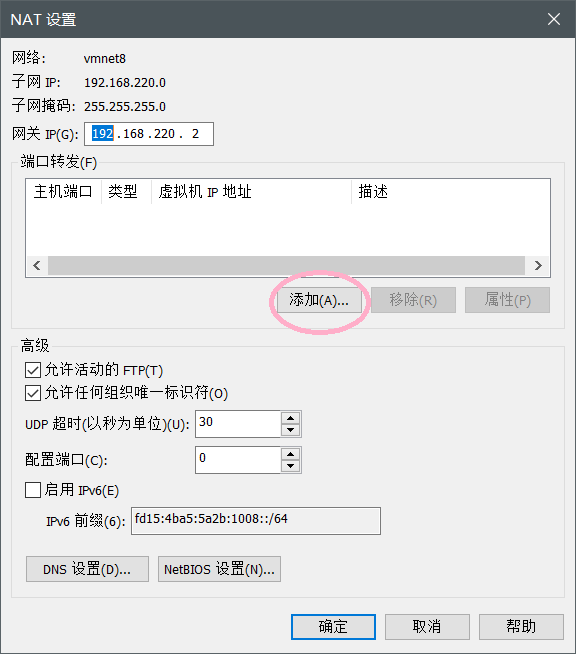 NAT 设置
网络: vmnet8
子网 IP: 192.168.220.0
子网掩码: 255.255.255.0
网关 IP(G): 192 . 168 . 220 . 2
端口转发(F)
主机端口 类型 虚拟机 IP 地址 描述
添加(A)... 移除(R) 属性(P)
高级
允许活动的 FTP(T)
允许任何组织唯一标识符(O)
UDP 超时(以秒为单位)(U): 30
配置端口(C): 0
启用 IPv6(E)
IPv6 前缀(6): fd15:4ba5:5a2b:1008::/64
DNS 设置(D)... NetBIOS 设置(N)...
确定 取消 帮助